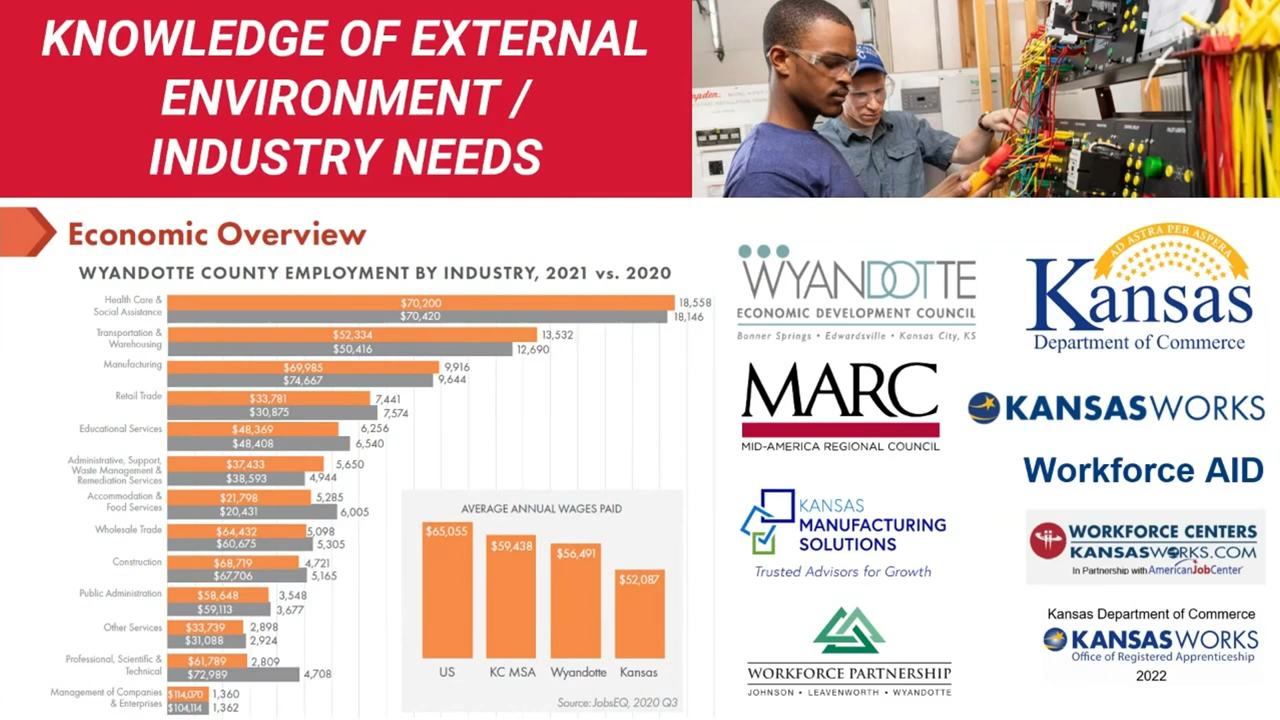 KNOWLEDGE OF EXTERNAL
ENVIRONMENT /
INDUSTRY NEEDS
Economic Overview
WYANDOTTE COUNTY EMPLOYMENT BY INDUSTRY, 2021 vs. 2020
Health Care &
Social Assistance
$70,200
18,558
$70,420
18,146
Transportation &
Warehousing
$52,334
13,532
$50,416
12,690
Manufacturing
$69,985
9,916
$74,667
9,644
Retail Trade
$33,781
7,441
$30,875
7,574
Educational Services
$48,369
6,256
$48,408
6,540
Administrative, Support,
Waste Management &
Remediation Services
$37,433
5,650
$38,593
4,944
Accommodation &
Food Services
$21,798
5,285
$20,431
6,005
Wholesale Trade
$64,432
5,098
$60,675
5,305
Construction
$68,719
4,721
$67,706
5,165
Public Administration
$58,648
3,548
$59,113
3,677
Other Services
$33,739
2,898
$31,088
2,924
Professional, Scientific &
Technical
$61,789
2,809
$72,989
4,708
Management of Companies
& Enterprises
$114,070
1,360
$104,114
1,362
AVERAGE ANNUAL WAGES PAID
$65,055
$59,438
$56,491
$52,087
US
KC MSA
Wyandotte
Kansas
Source: JobsEQ, 2020 Q3
WYANDOTTE
ECONOMIC DEVELOPMENT COUNCIL
Bonner Springs • Edwardsville • Kansas City, KS
MARC
MID-AMERICA REGIONAL COUNCIL
KANSAS
MANUFACTURING
SOLUTIONS
Trusted Advisors for Growth
WORKFORCE PARTNERSHIP
JOHNSON • LEAVENWORTH • WYANDOTTE
AD ASTRA PER ASPERA
Kansas
Department of Commerce
KANSASWORKS
Workforce AID
WORKFORCE CENTERS
KANSASWORKS.COM
In Partnership with AmericanJobCenter
Kansas Department of Commerce
KANSASWORKS
Office of Registered Apprenticeship
2022